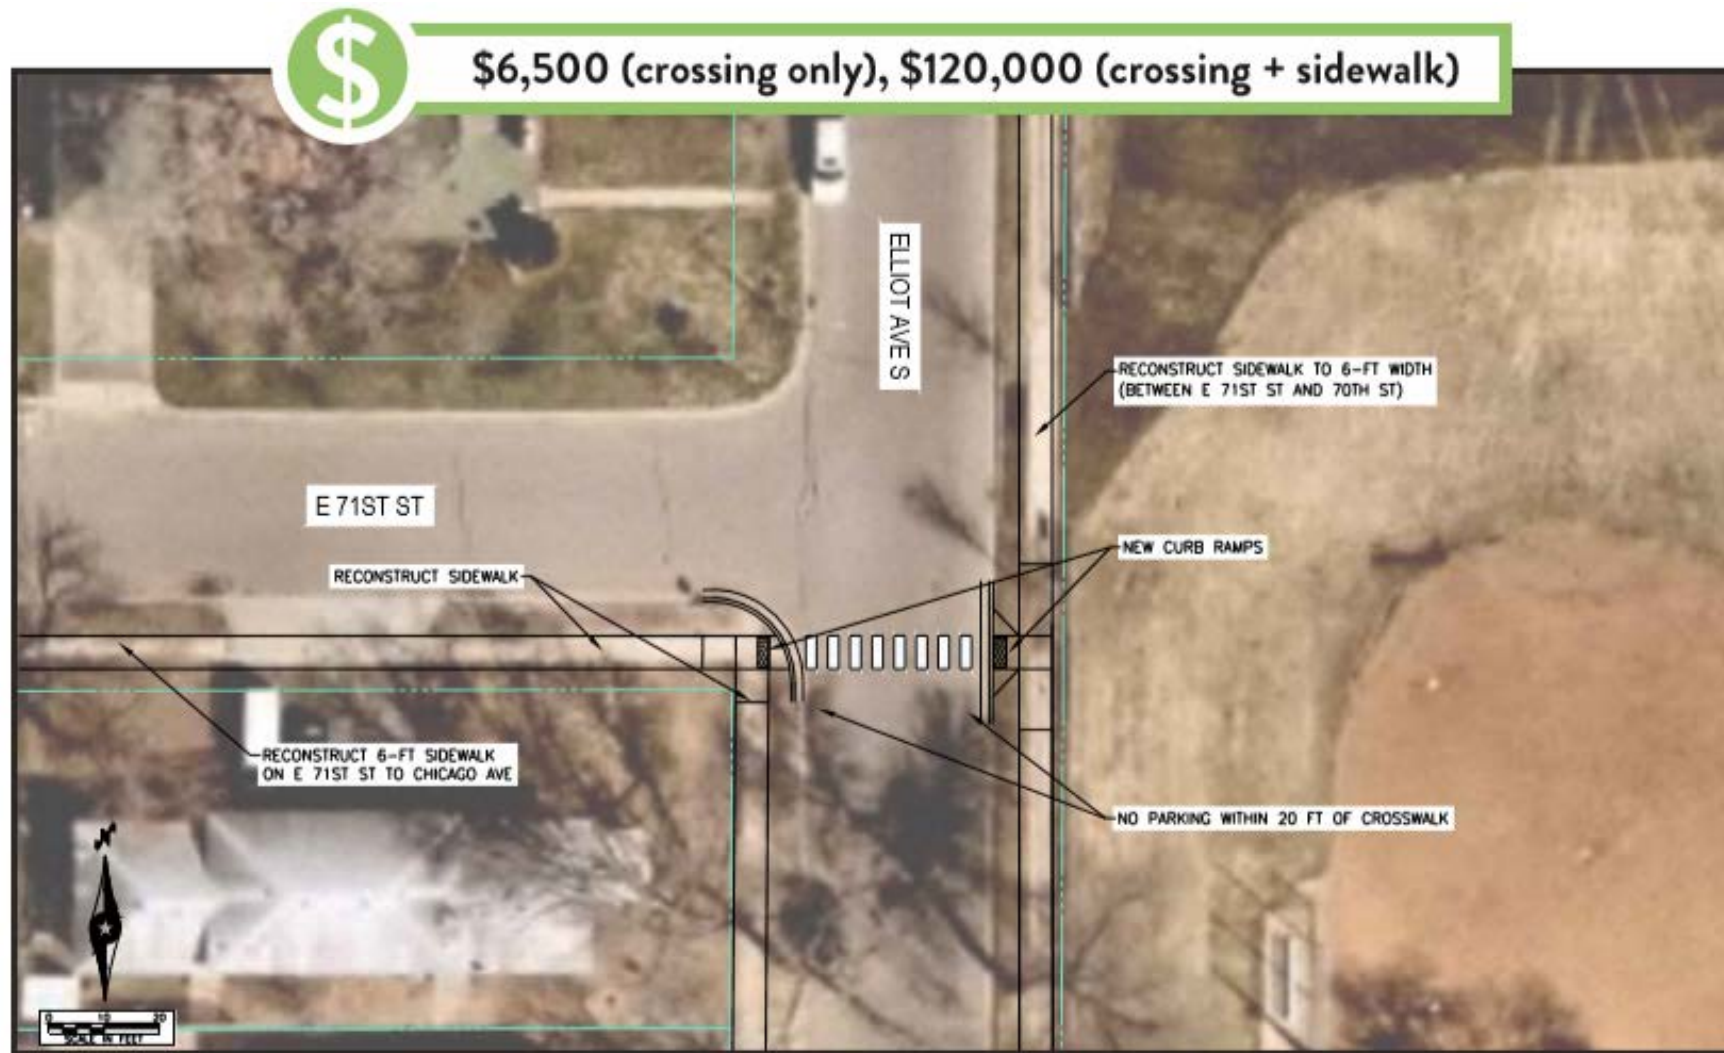 $
$6,500 (crossing only), $120,000 (crossing + sidewalk)
ELLIOT AVE S
RECONSTRUCT SIDEWALK TO 6-FT WIDTH
(BETWEEN E 71ST ST AND 70TH ST)
E 71ST ST
NEW CURB RAMPS
RECONSTRUCT SIDEWALK
RECONSTRUCT 6-FT SIDEWALK
ON E 71ST ST TO CHICAGO AVE
NO PARKING WITHIN 20 FT OF CROSSWALK
N
0 10 20
SCALE IN FEET